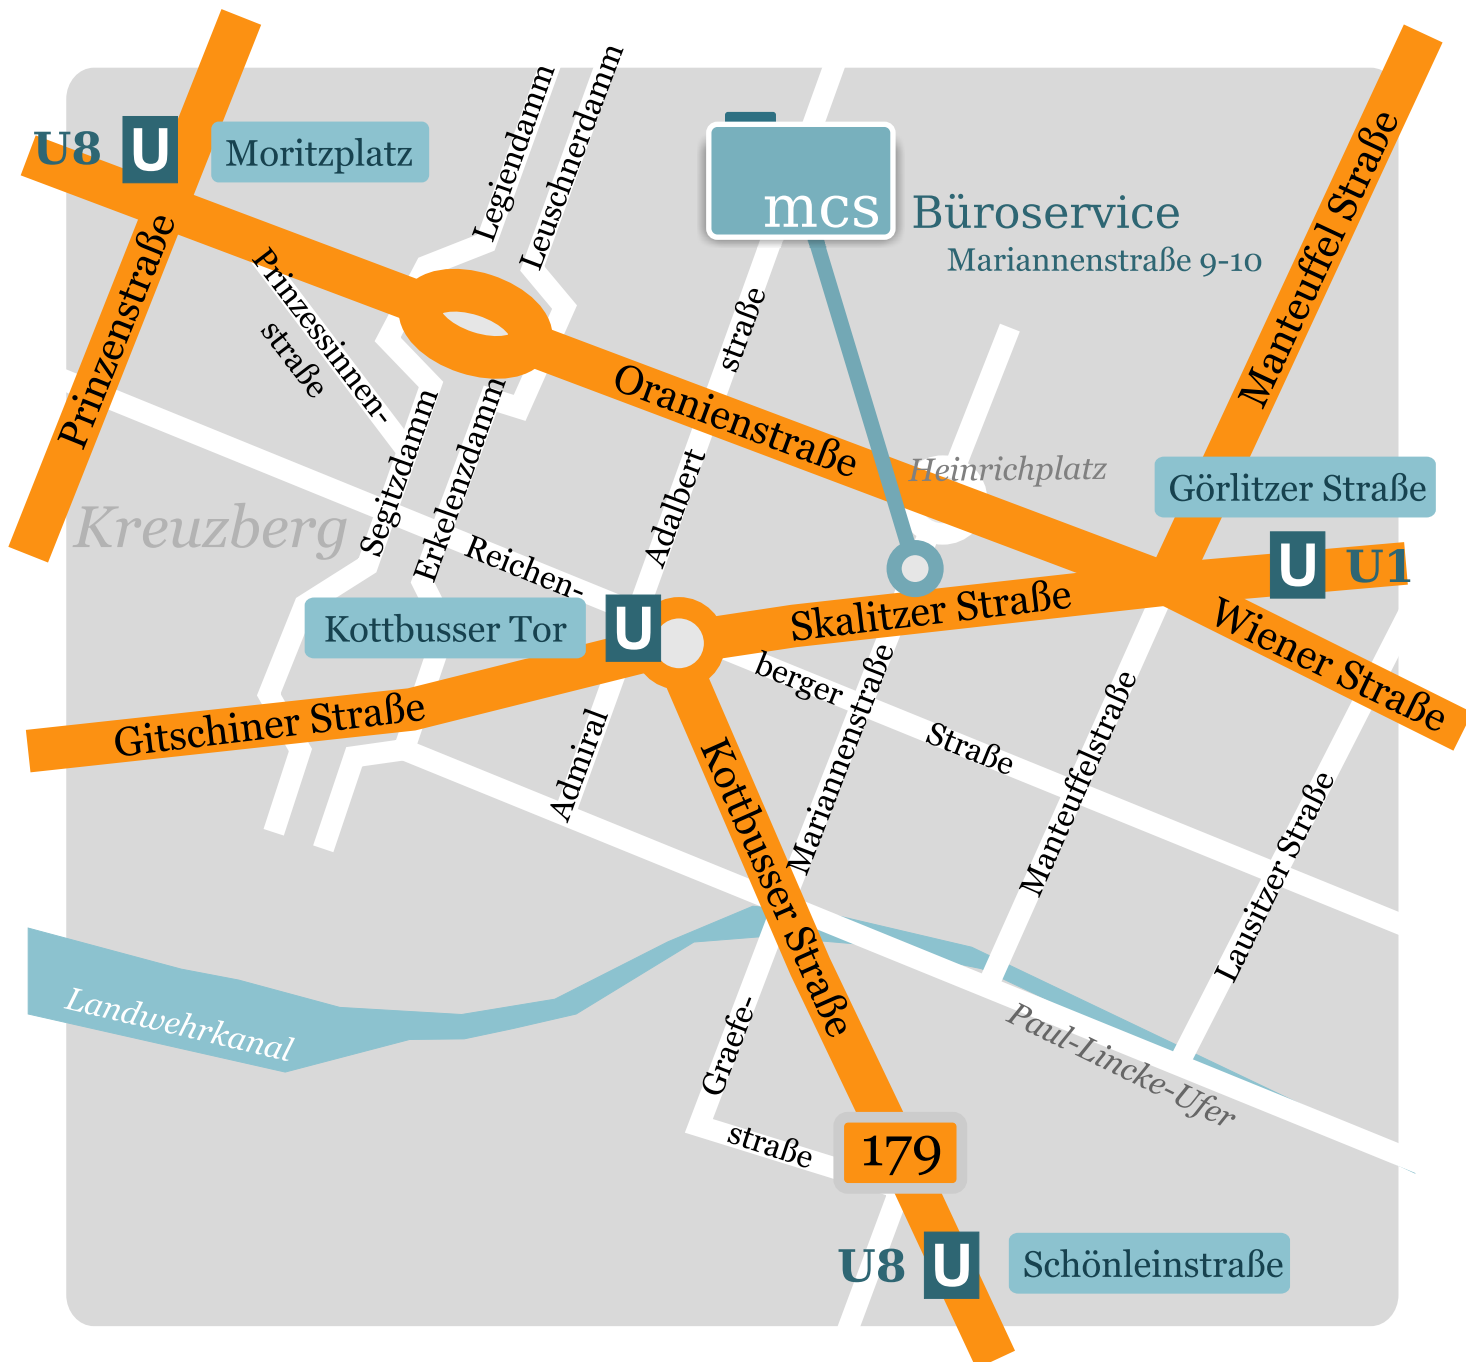 U8 U Moritzplatz
Legiendamm
Leuschnerdamm
mcs
Büroservice
Mariannenstraße 9-10
Manteuffel Straße
Prinzenstraße
Prinzessinnen-
straße
straße
Oranienstraße
Segitzdamm
Erkelenzdamm
Adalbert
Heinrichplatz
Görlitzer Straße
Kreuzberg
Reichen-
U U1
Kottbusser Tor U
Skalitzer Straße
Wiener Straße
berger
Straße
Gitschiner Straße
Mariannenstraße
Manteuffelstraße
Admiral
Kottbusser Straße
Lausitzer Straße
Landwehrkanal
Graefe-
Paul-Lincke-Ufer
straße
179
U8 U Schönleinstraße